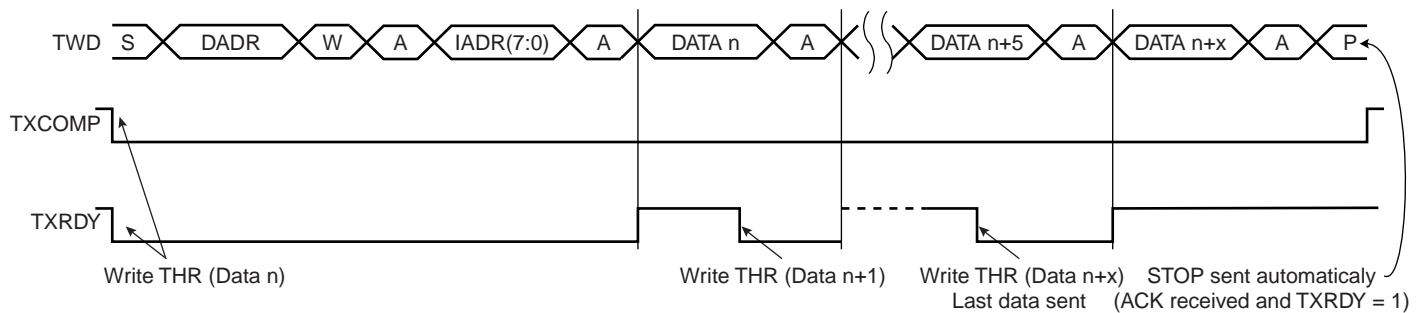 TWD S DADR W A IADR(7:0) A DATA n A DATA n+5 A DATA n+x A P
TXCOMP
TXRDY
Write THR (Data n) Write THR (Data n+1) Write THR (Data n+x) STOP sent automaticaly
Last data sent (ACK received and TXRDY = 1)